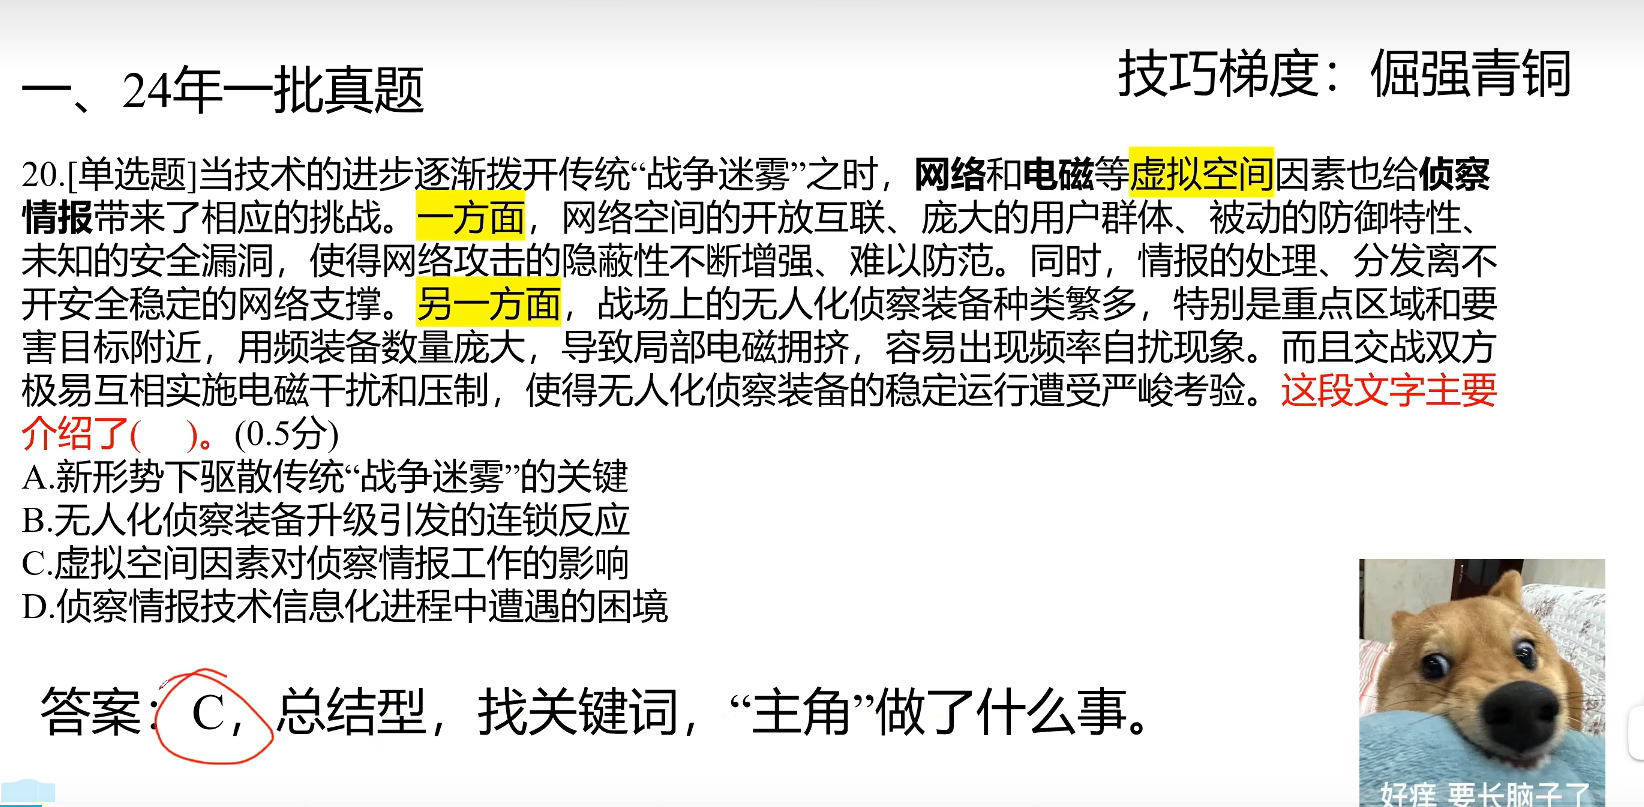 一、24年一批真题
技巧梯度：倔强青铜
20.[单选题]当技术的进步逐渐拨开传统“战争迷雾”之时，网络和电磁等虚拟空间因素也给侦察
情报带来了相应的挑战。一方面，网络空间的开放互联、庞大的用户群体、被动的防御特性、
未知的安全漏洞，使得网络攻击的隐蔽性不断增强、难以防范。同时，情报的处理、分发离不
开安全稳定的网络支撑。另一方面，战场上的无人化侦察装备种类繁多，特别是重点区域和要
害目标附近，用频装备数量庞大，导致局部电磁拥挤，容易出现频率自扰现象。而且交战双方
极易互相实施电磁干扰和压制，使得无人化侦察装备的稳定运行遭受严峻考验。这段文字主要
介绍了(    )。(0.5分)
A.新形势下驱散传统“战争迷雾”的关键
B.无人化侦察装备升级引发的连锁反应
C.虚拟空间因素对侦察情报工作的影响
D.侦察情报技术信息化进程中遭遇的困境
答案：C，总结型，找关键词，“主角”做了什么事。
好痒 要长脑子了